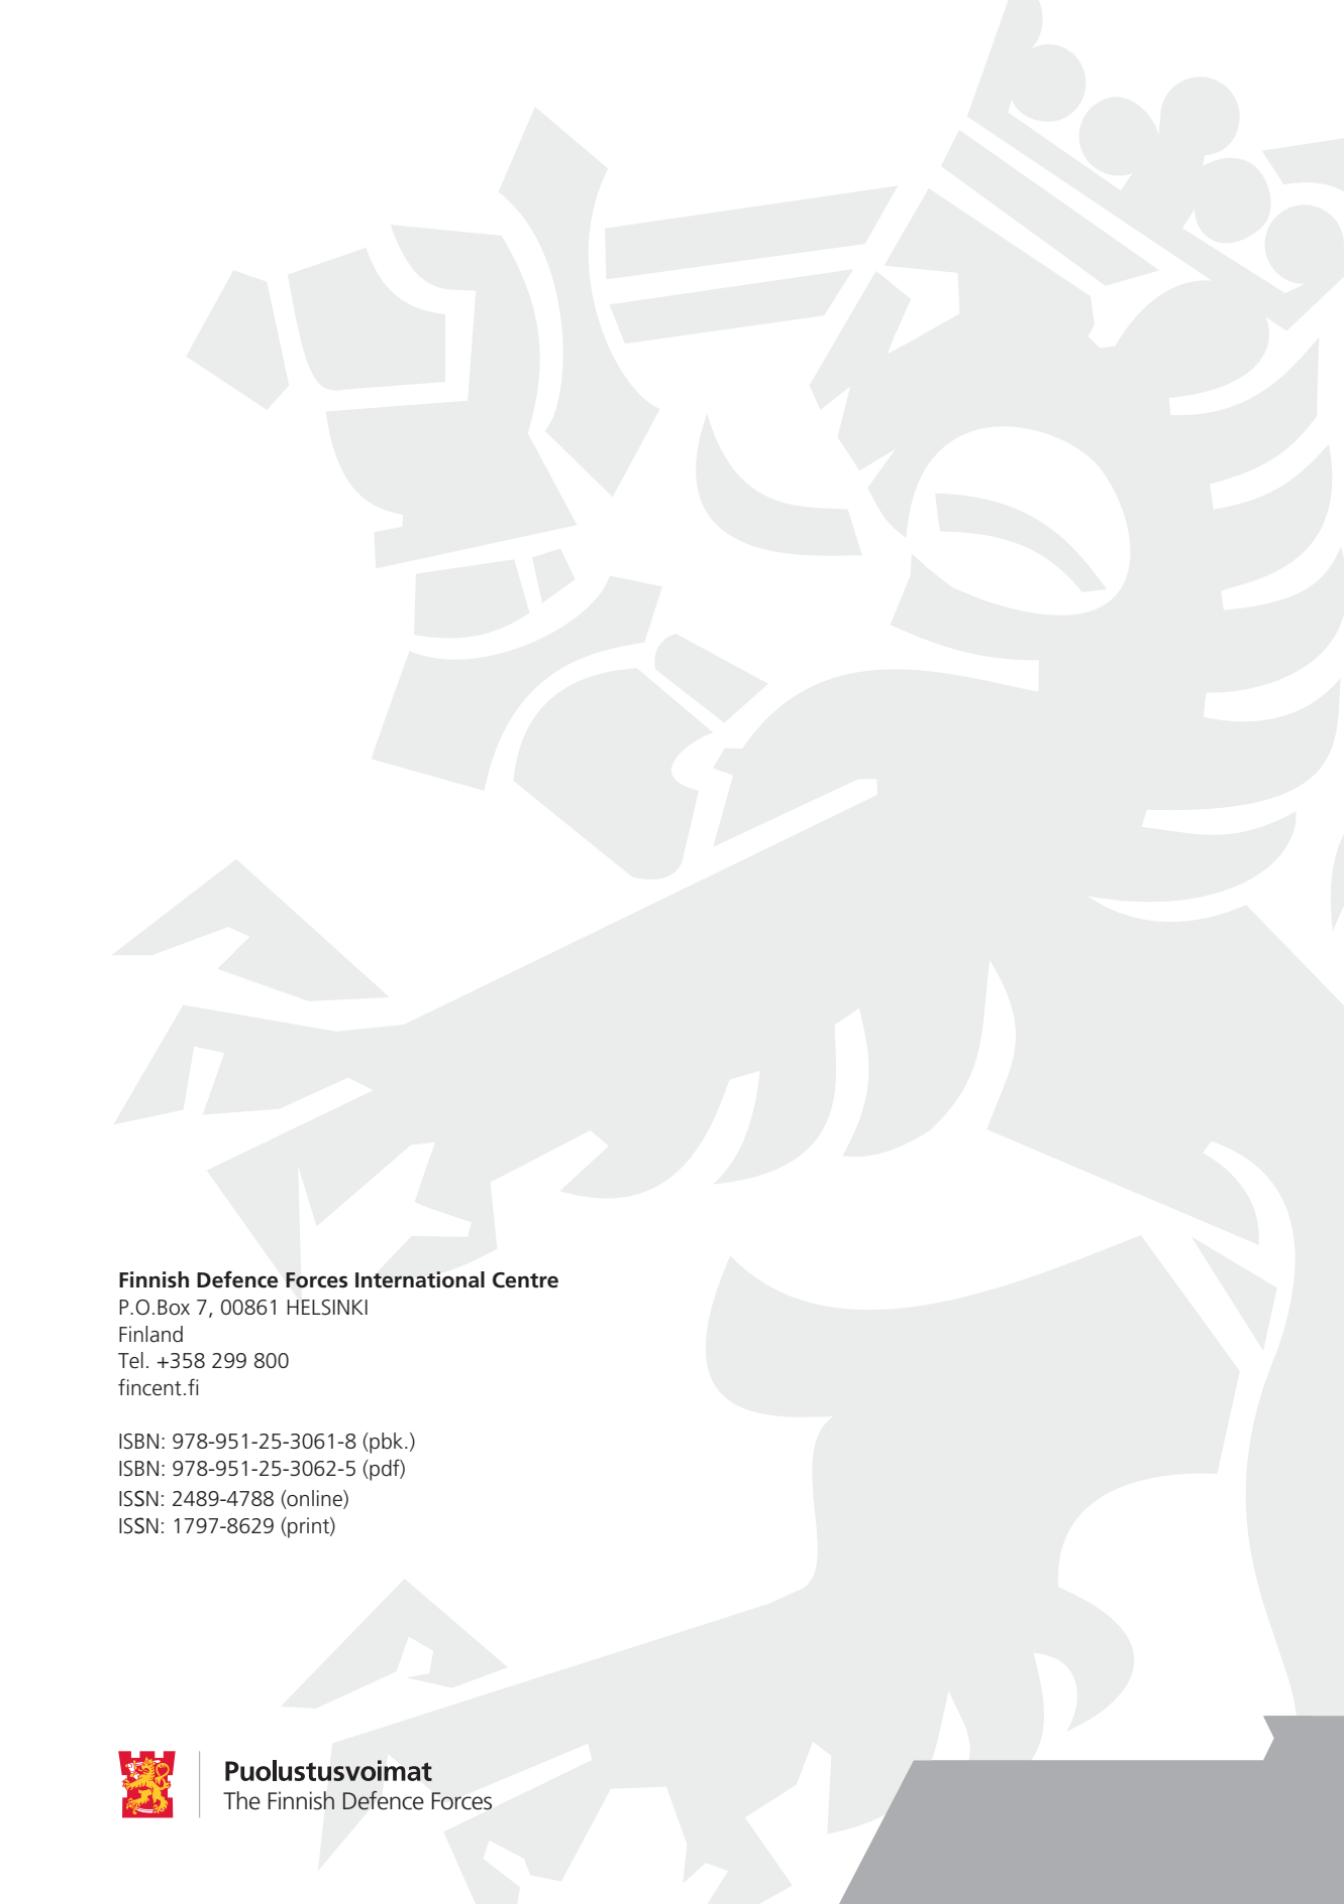 Finnish Defence Forces International Centre
P.O.Box 7, 00861 HELSINKI
Finland
Tel. +358 299 800
fincent.fi
ISBN: 978-951-25-3061-8 (pbk.)
ISBN: 978-951-25-3062-5 (pdf)
ISSN: 2489-4788 (online)
ISSN: 1797-8629 (print)
Puolustusvoimat
The Finnish Defence Forces